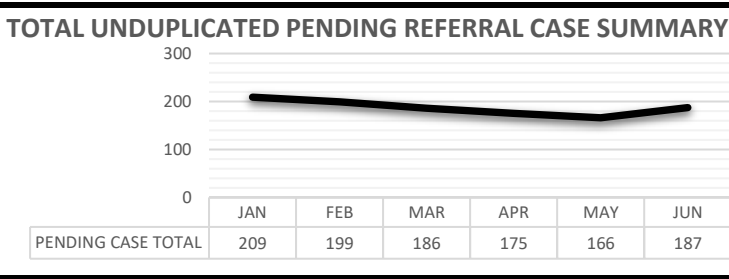 TOTAL UNDUPLICATED PENDING REFERRAL CASE SUMMARY
300
200
100
0
JAN FEB MAR APR MAY JUN
PENDING CASE TOTAL 209 199 186 175 166 187